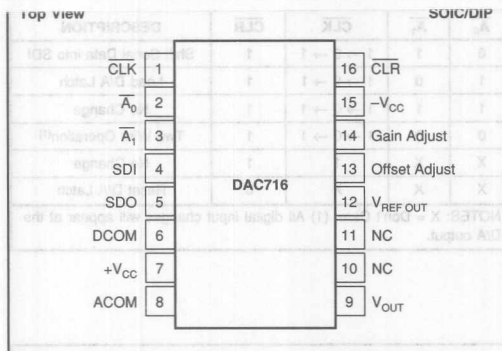 Top View SOIC/DIP
CLK 1 16 CLR
A0 2 15 –VCC
A1 3 14 Gain Adjust
SDI 4 13 Offset Adjust
DAC716
SDO 5 12 VREF OUT
DCOM 6 11 NC
+VCC 7 10 NC
ACOM 8 9 VOUT